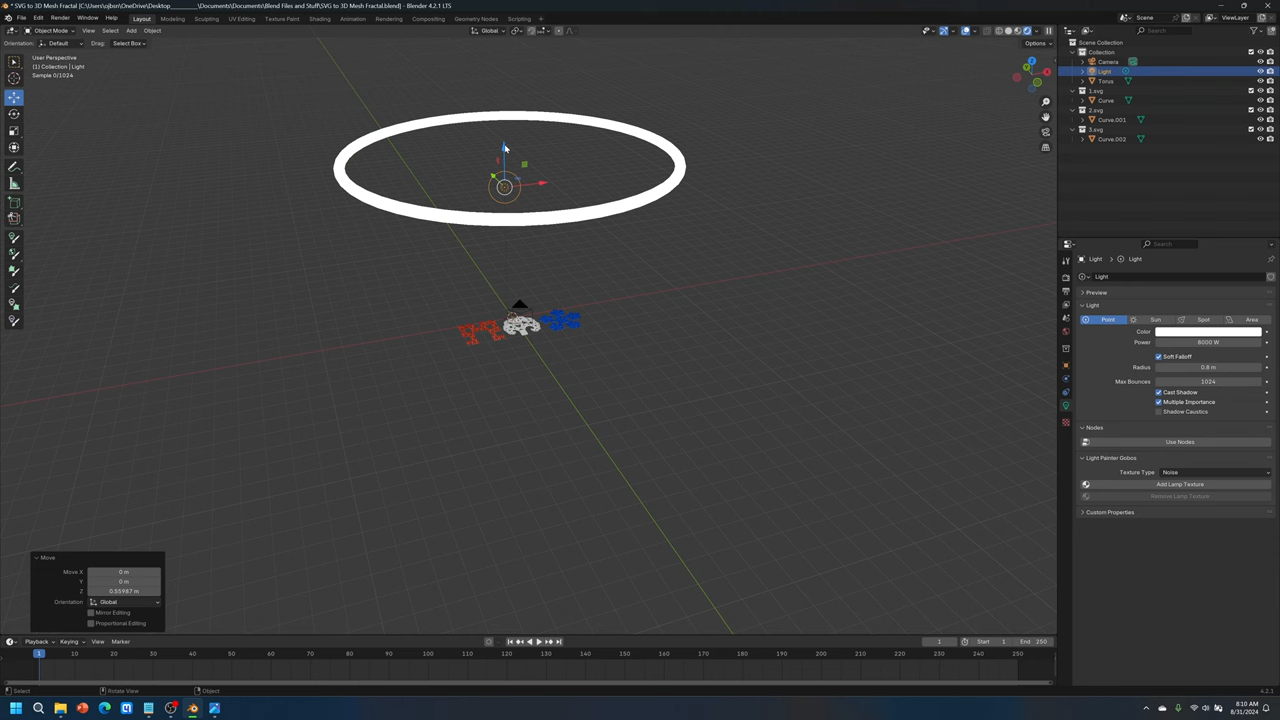 * SVG to 3D Mesh Fractal [C:\Users\ojbsr\OneDrive\Desktop_________\Documents\Documents\Blend Files and Stuff\SVG to 3D Mesh Fractal.blend] - Blender 4.2.1 LTS
File Edit Render Window Help Layout Modeling Sculpting UV Editing Texture Paint Shading Animation Rendering Compositing Geometry Nodes Scripting + Scene ViewLayer
Object Mode View Select Add Object Global Search
Orientation: Default Drag: Select Box Options
User Perspective
(1) Collection | Light
Sample 0/1024
Scene Collection
Collection
Camera
Light
Torus
1.svg
Curve
2.svg
Curve.001
3.svg
Curve.002
Z
X
Y
Search
Light > Light
Light
Preview
Light
Point Sun Spot Area
Color
Power 8000 W
Soft Falloff
Radius 0.8 m
Max Bounces 1024
Cast Shadow
Multiple Importance
Shadow Caustics
Nodes
Use Nodes
Light Painter Gobos
Texture Type Noise
Add Lamp Texture
Remove Lamp Texture
Custom Properties
Move
Move X 0 m
Y 0 m
Z 0.55987 m
Orientation Global
Mirror Editing
Proportional Editing
Playback Keying View Marker 1 Start 1 End 250
1 10 20 30 40 50 60 70 80 90 100 110 120 130 140 150 160 170 180 190 200 210 220 230 240 250
Select Rotate View Object 4.2.1
8:10 AM
8/31/2024